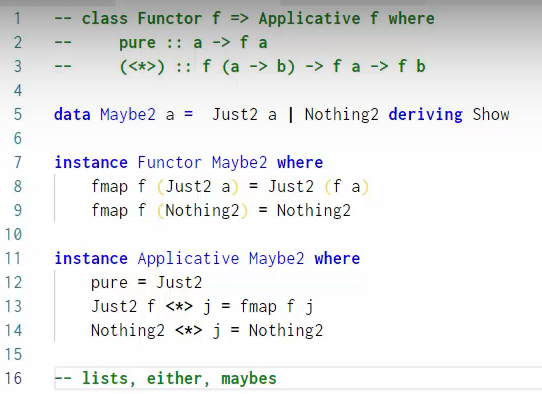 1 -- class Functor f => Applicative f where
2 --     pure :: a -> f a
3 --     (<*>) :: f (a -> b) -> f a -> f b
4
5 data Maybe2 a =  Just2 a | Nothing2 deriving Show
6
7 instance Functor Maybe2 where
8     fmap f (Just2 a) = Just2 (f a)
9     fmap f (Nothing2) = Nothing2
10
11 instance Applicative Maybe2 where
12     pure = Just2
13     Just2 f <*> j = fmap f j
14     Nothing2 <*> j = Nothing2
15
16 -- lists, either, maybes